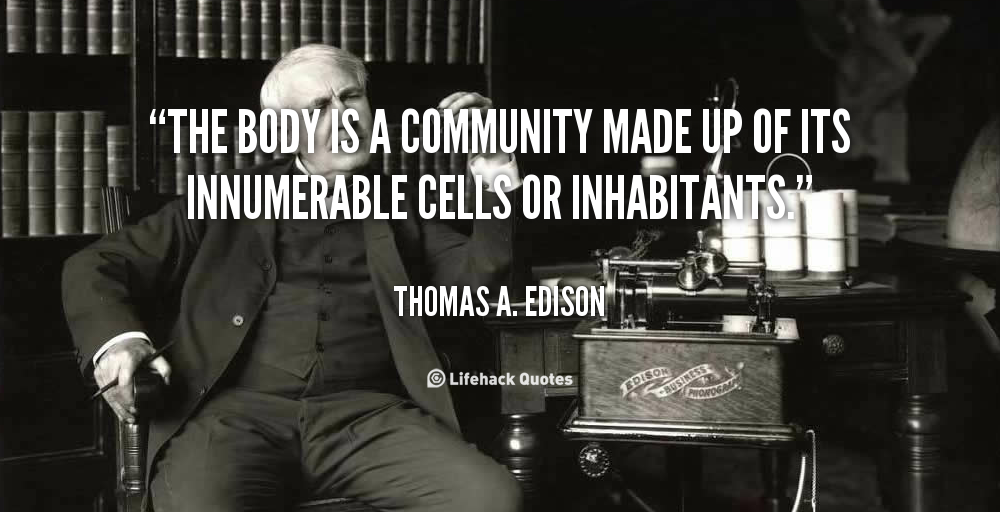 “THE BODY IS A COMMUNITY MADE UP OF ITS
INNUMERABLE CELLS OR INHABITANTS.”
THOMAS A. EDISON
Lifehack Quotes
EDISON
BUSINESS
PHONOGRAPH